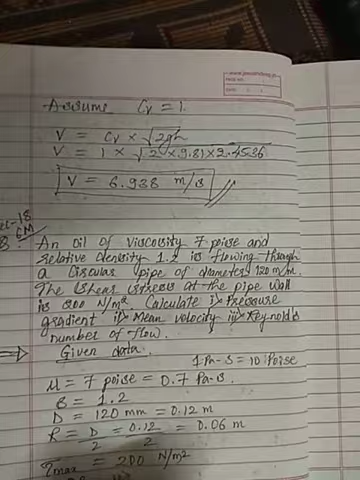 Assume Cv = 1.
V = Cv × √2gh
V = 1 × √2 × 9.81 × 2.4536
V = 6.938 m/s
-18
6M
An oil of viscosity 7 poise and
relative density 1.2 is flowing through
a Circular pipe of diameter 120 m/m.
The Shear stress at the pipe wall
is 200 N/m². Calculate i> Pressure
gradient ii> Mean velocity iii> Reynold's
number of flow.
⇒ Given data.
1 Pa-S = 10 Poise
μ = 7 poise = 0.7 Pa-S.
S = 1.2
D = 120 mm = 0.12 m
R = D/2 = 0.12/2 = 0.06 m
τmax = 200 N/m²